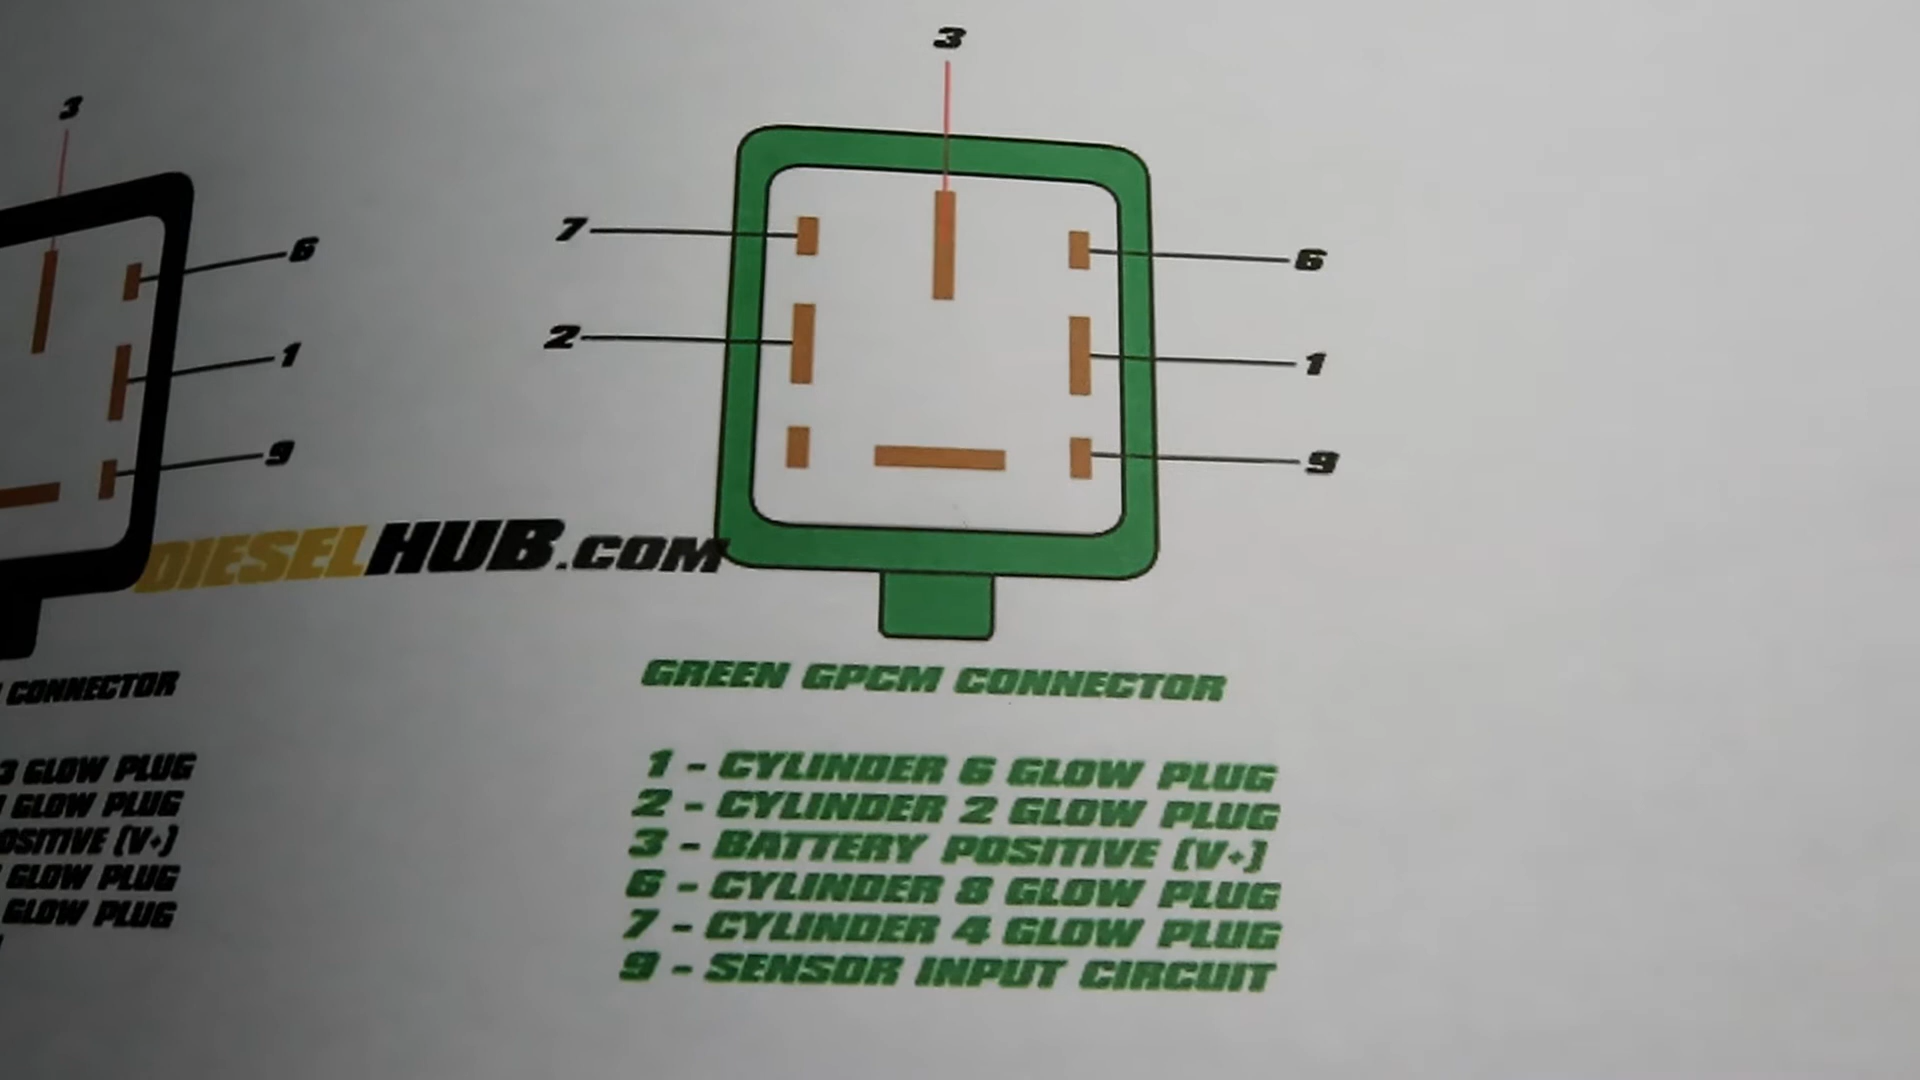 3
6
1
9
CONNECTOR
3 GLOW PLUG
GLOW PLUG
OSITIVE (V+)
GLOW PLUG
GLOW PLUG
DIESELHUB.COM
3
7
6
2
1
9
GREEN GPCM CONNECTOR
1 - CYLINDER 6 GLOW PLUG
2 - CYLINDER 2 GLOW PLUG
3 - BATTERY POSITIVE (V+)
6 - CYLINDER 8 GLOW PLUG
7 - CYLINDER 4 GLOW PLUG
9 - SENSOR INPUT CIRCUIT